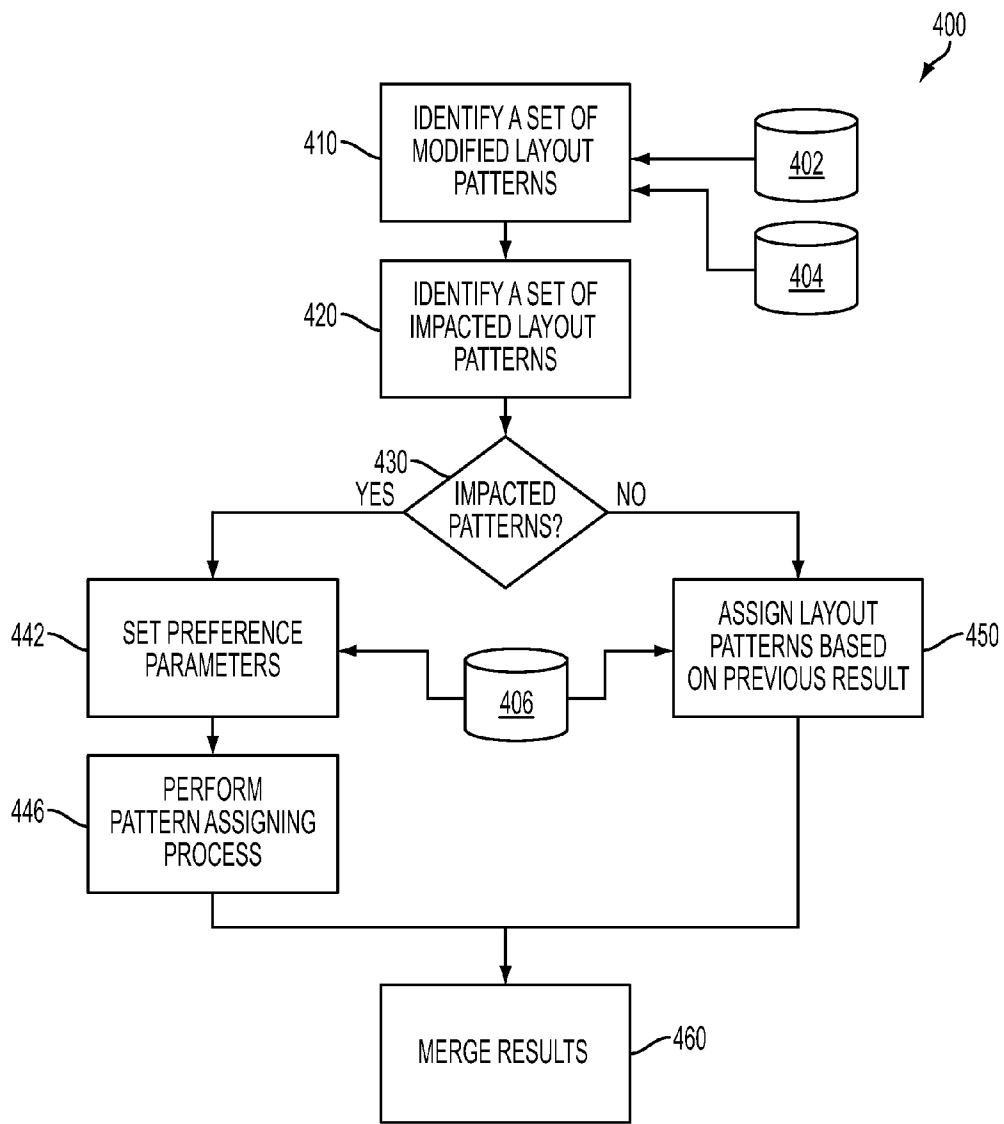 400
410
IDENTIFY A SET OF
MODIFIED LAYOUT
PATTERNS
402
404
420
IDENTIFY A SET OF
IMPACTED LAYOUT
PATTERNS
430
YES
IMPACTED
PATTERNS?
NO
442
SET PREFERENCE
PARAMETERS
406
ASSIGN LAYOUT
PATTERNS BASED
ON PREVIOUS RESULT
450
446
PERFORM
PATTERN ASSIGNING
PROCESS
MERGE RESULTS
460